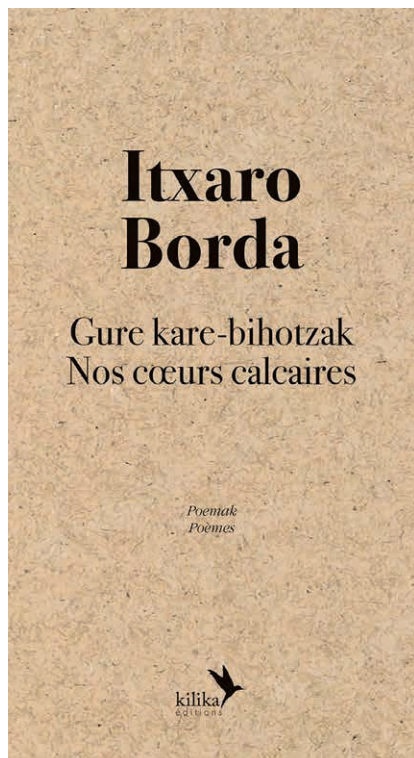 Itxaro
Borda
Gure kare-bihotzak
Nos cœurs calcaires
Poemak
Poèmes
kilika
éditions